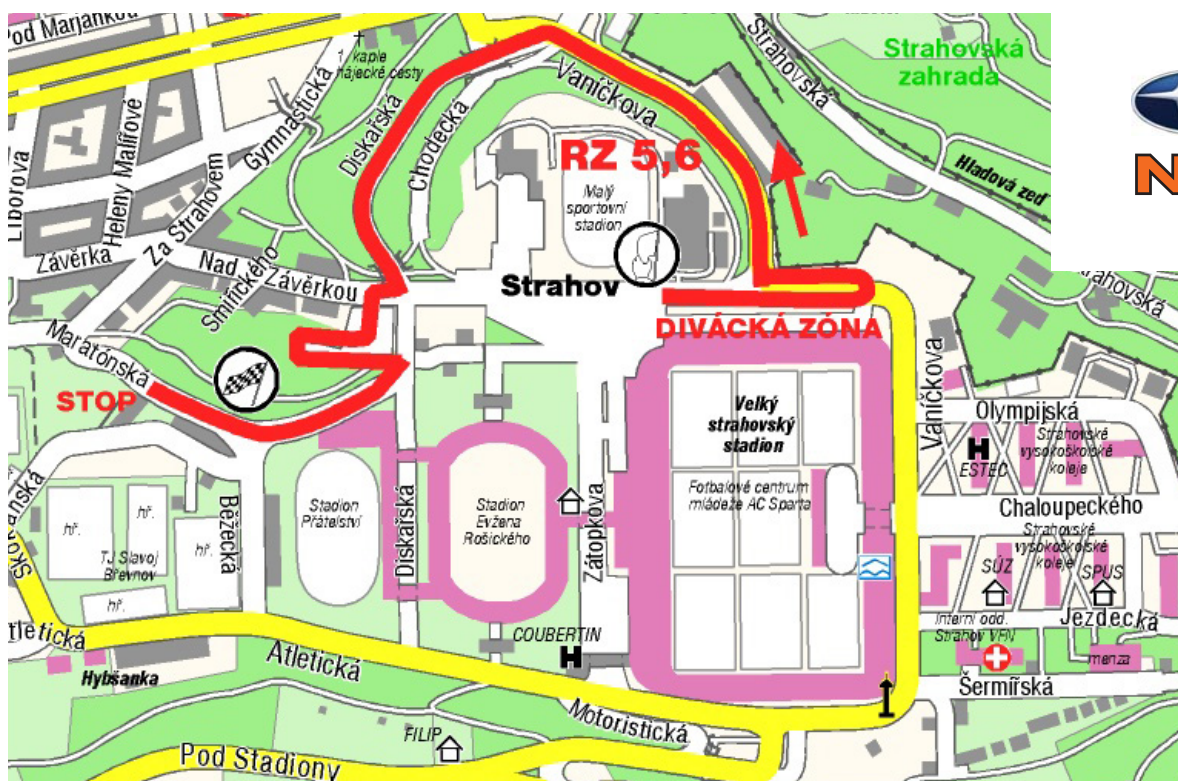 Pod Marjánkou
1. kaple
hájecké cesty
Strahovská
Strahovská
zahrada
Vaníčkova
Gymnastická
Diskařská
Chodecká
RZ 5,6
Malý
sportovní
stadion
Hladová zeď
Liborova
Heleny Malířové
Za Strahovem
Závěrka
Nad Závěrkou
Smiřického
Strahov
Strahovská
DIVÁCKÁ ZÓNA
Maratónská
STOP
Vaníčkova
Velký
strahovský
stadion
Olympijská
Strahovské
vysokoškolské
koleje
H
ESTEC
Fotbalové centrum
mládeže AC Sparta
Chaloupeckého
Strahovské
vysokoškolské
koleje
Stadion
Přátelství
Stadion
Evžena
Rošického
Diskařská
Zátopkova
Běžecká
hř.
hř.
hř.
TJ Slavoj
Břevnov
hř.
SÚZ
SPUS
Jezdecká
Interní odd.
Strahov VFN
menza
Šermířská
tletická
Atletická
Hybšanka
COUBERTIN
H
Motoristická
FILIP
Pod Stadiony
N